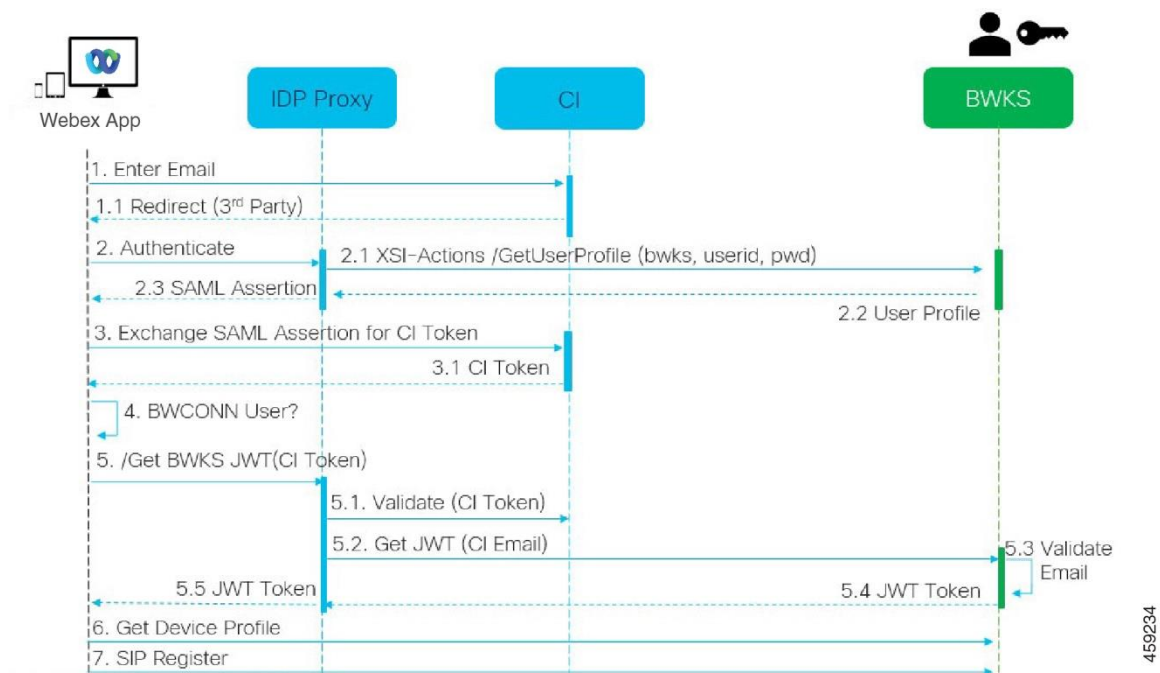 Webex App
IDP Proxy
CI
BWKS
1. Enter Email
1.1 Redirect (3rd Party)
2. Authenticate
2.1 XSI-Actions /GetUserProfile (bwks, userid, pwd)
2.3 SAML Assertion
2.2 User Profile
3. Exchange SAML Assertion for CI Token
3.1 CI Token
4. BWCONN User?
5. /Get BWKS JWT(CI Token)
5.1. Validate (CI Token)
5.2. Get JWT (CI Email)
5.3 Validate
Email
5.5 JWT Token
5.4 JWT Token
6. Get Device Profile
7. SIP Register
459234